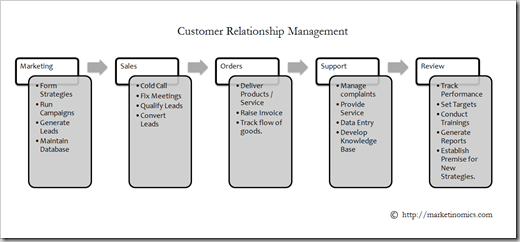 Customer Relationship Management
Marketing
• Form
Strategies
• Run
Campaigns
• Generate
Leads
• Maintain
Database
Sales
• Cold Call
• Fix Meetings
• Qualify Leads
• Convert
Leads
Orders
• Deliver
Products /
Service
• Raise Invoice
• Track flow of
goods.
Support
• Manage
complaints
• Provide
Service
• Data Entry
• Develop
Knowledge
Base
Review
• Track
Performance
• Set Targets
• Conduct
Trainings
• Generate
Reports
• Establish
Premise for
New
Strategies.
© http://marketinomics.com